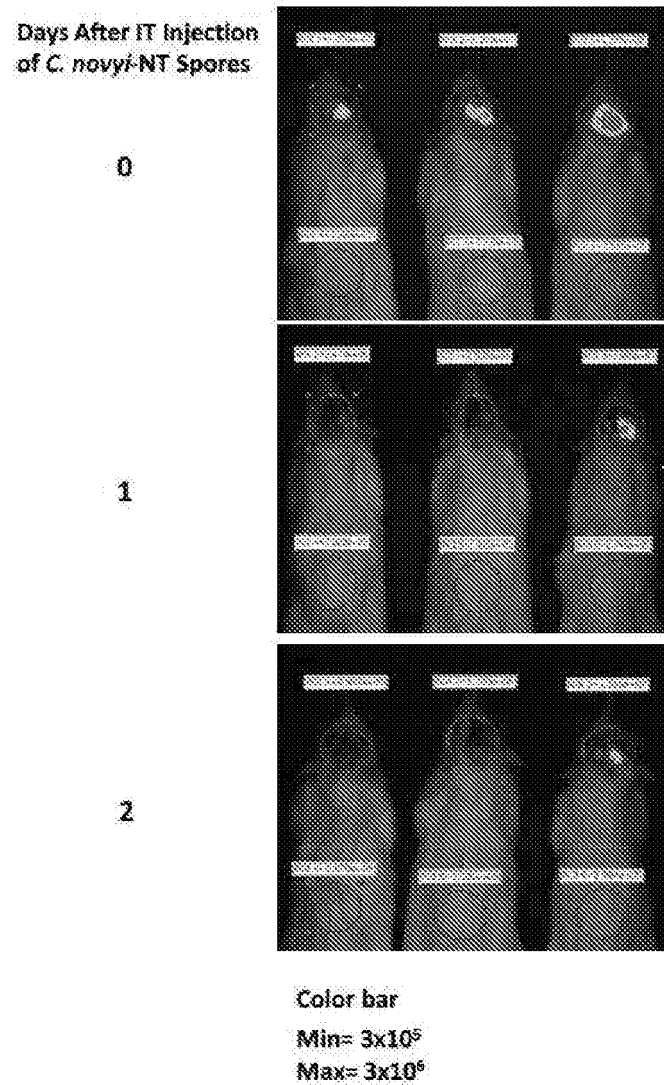 Days After IT Injection
of C. novyi-NT Spores
0
1
2
Color bar
Min= 3x10⁵
Max= 3x10⁶